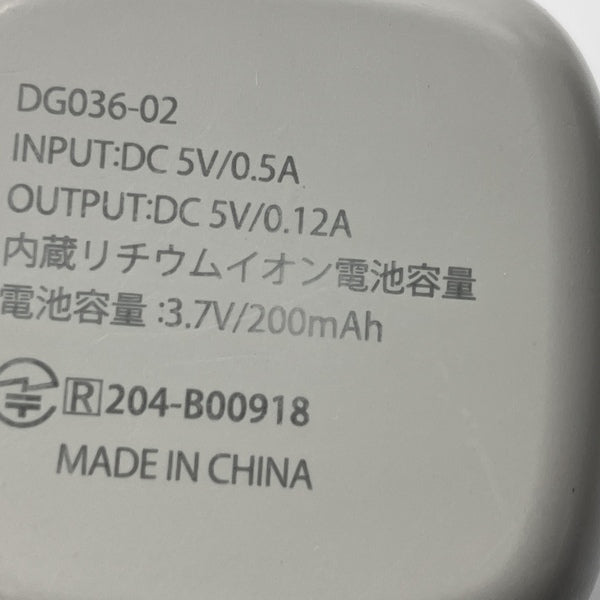 DG036-02
INPUT:DC 5V/0.5A
OUTPUT:DC 5V/0.12A
内蔵リチウムイオン電池容量
電池容量:3.7V/200mAh
R 204-B00918
MADE IN CHINA